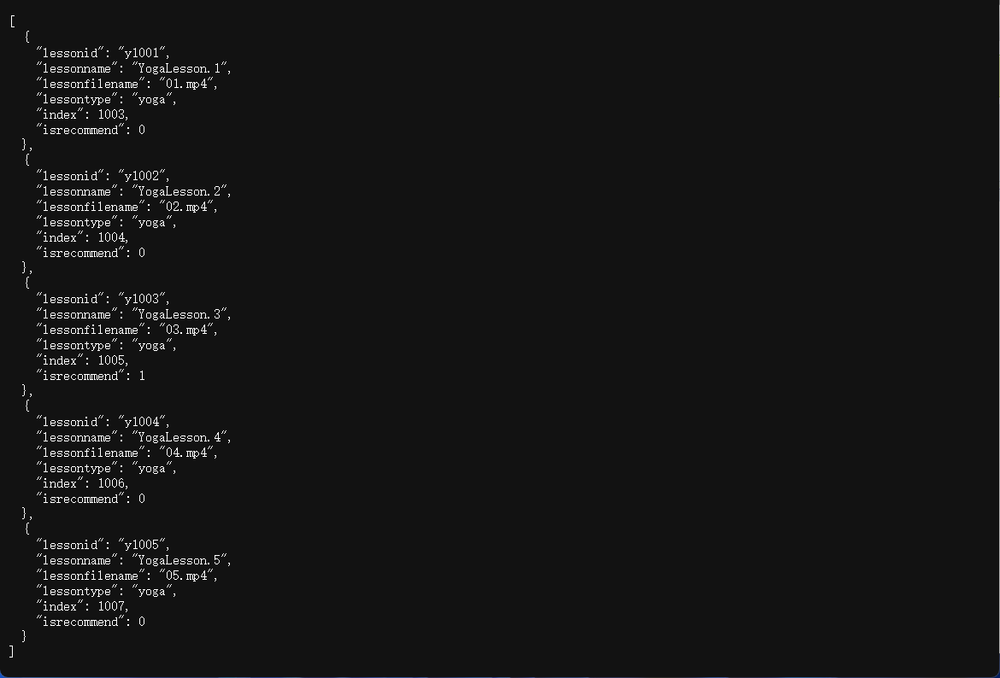 [
  {
    "lessonid": "y1001",
    "lessonname": "YogaLesson.1",
    "lessonfilename": "01.mp4",
    "lessontype": "yoga",
    "index": 1003,
    "isrecommend": 0
  },
  {
    "lessonid": "y1002",
    "lessonname": "YogaLesson.2",
    "lessonfilename": "02.mp4",
    "lessontype": "yoga",
    "index": 1004,
    "isrecommend": 0
  },
  {
    "lessonid": "y1003",
    "lessonname": "YogaLesson.3",
    "lessonfilename": "03.mp4",
    "lessontype": "yoga",
    "index": 1005,
    "isrecommend": 1
  },
  {
    "lessonid": "y1004",
    "lessonname": "YogaLesson.4",
    "lessonfilename": "04.mp4",
    "lessontype": "yoga",
    "index": 1006,
    "isrecommend": 0
  },
  {
    "lessonid": "y1005",
    "lessonname": "YogaLesson.5",
    "lessonfilename": "05.mp4",
    "lessontype": "yoga",
    "index": 1007,
    "isrecommend": 0
  }
]